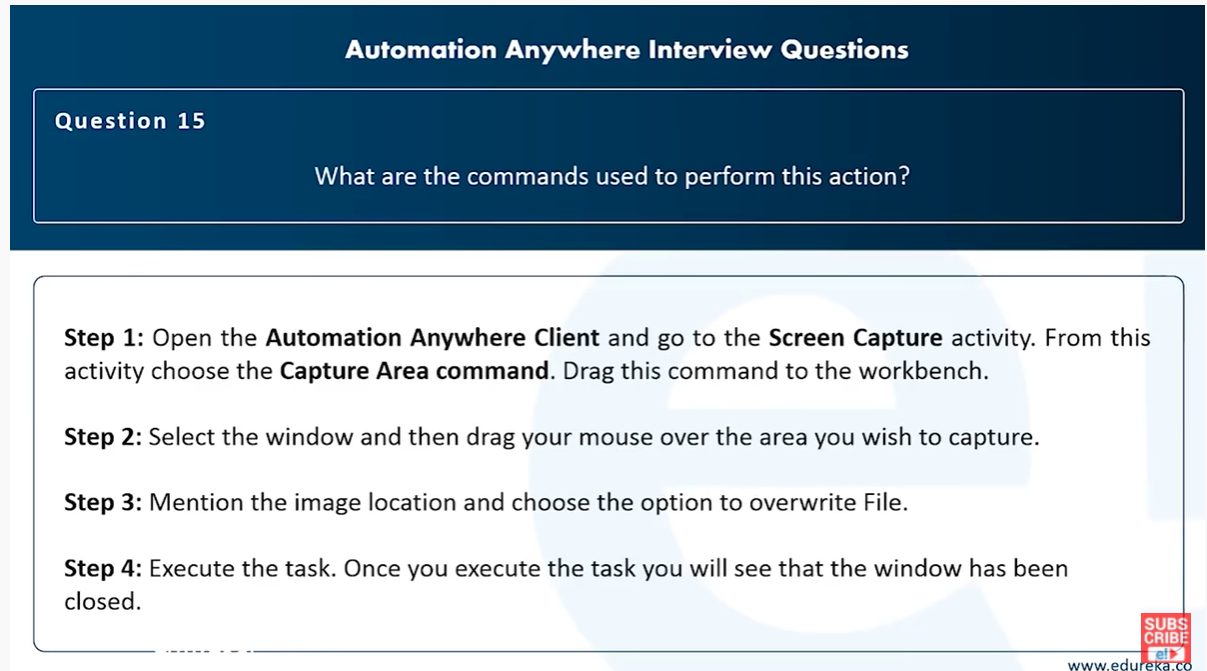 Automation Anywhere Interview Questions
Question 15
What are the commands used to perform this action?
Step 1: Open the Automation Anywhere Client and go to the Screen Capture activity. From this
activity choose the Capture Area command. Drag this command to the workbench.
Step 2: Select the window and then drag your mouse over the area you wish to capture.
Step 3: Mention the image location and choose the option to overwrite File.
Step 4: Execute the task. Once you execute the task you will see that the window has been
closed.
SUBS
CRIBE
e!
www.edureka.co